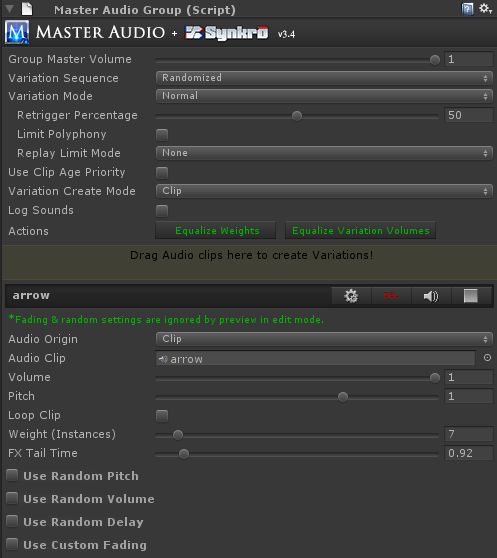 Master Audio Group (Script)
MASTER AUDIO + Synkro v3.4
Group Master Volume 1
Variation Sequence Randomized
Variation Mode Normal
Retrigger Percentage 50
Limit Polyphony
Replay Limit Mode None
Use Clip Age Priority
Variation Create Mode Clip
Log Sounds
Actions Equalize Weights Equalize Variation Volumes
Drag Audio clips here to create Variations!
arrow
*Fading & random settings are ignored by preview in edit mode.
Audio Origin Clip
Audio Clip arrow
Volume 1
Pitch 1
Loop Clip
Weight (Instances) 7
FX Tail Time 0.92
Use Random Pitch
Use Random Volume
Use Random Delay
Use Custom Fading